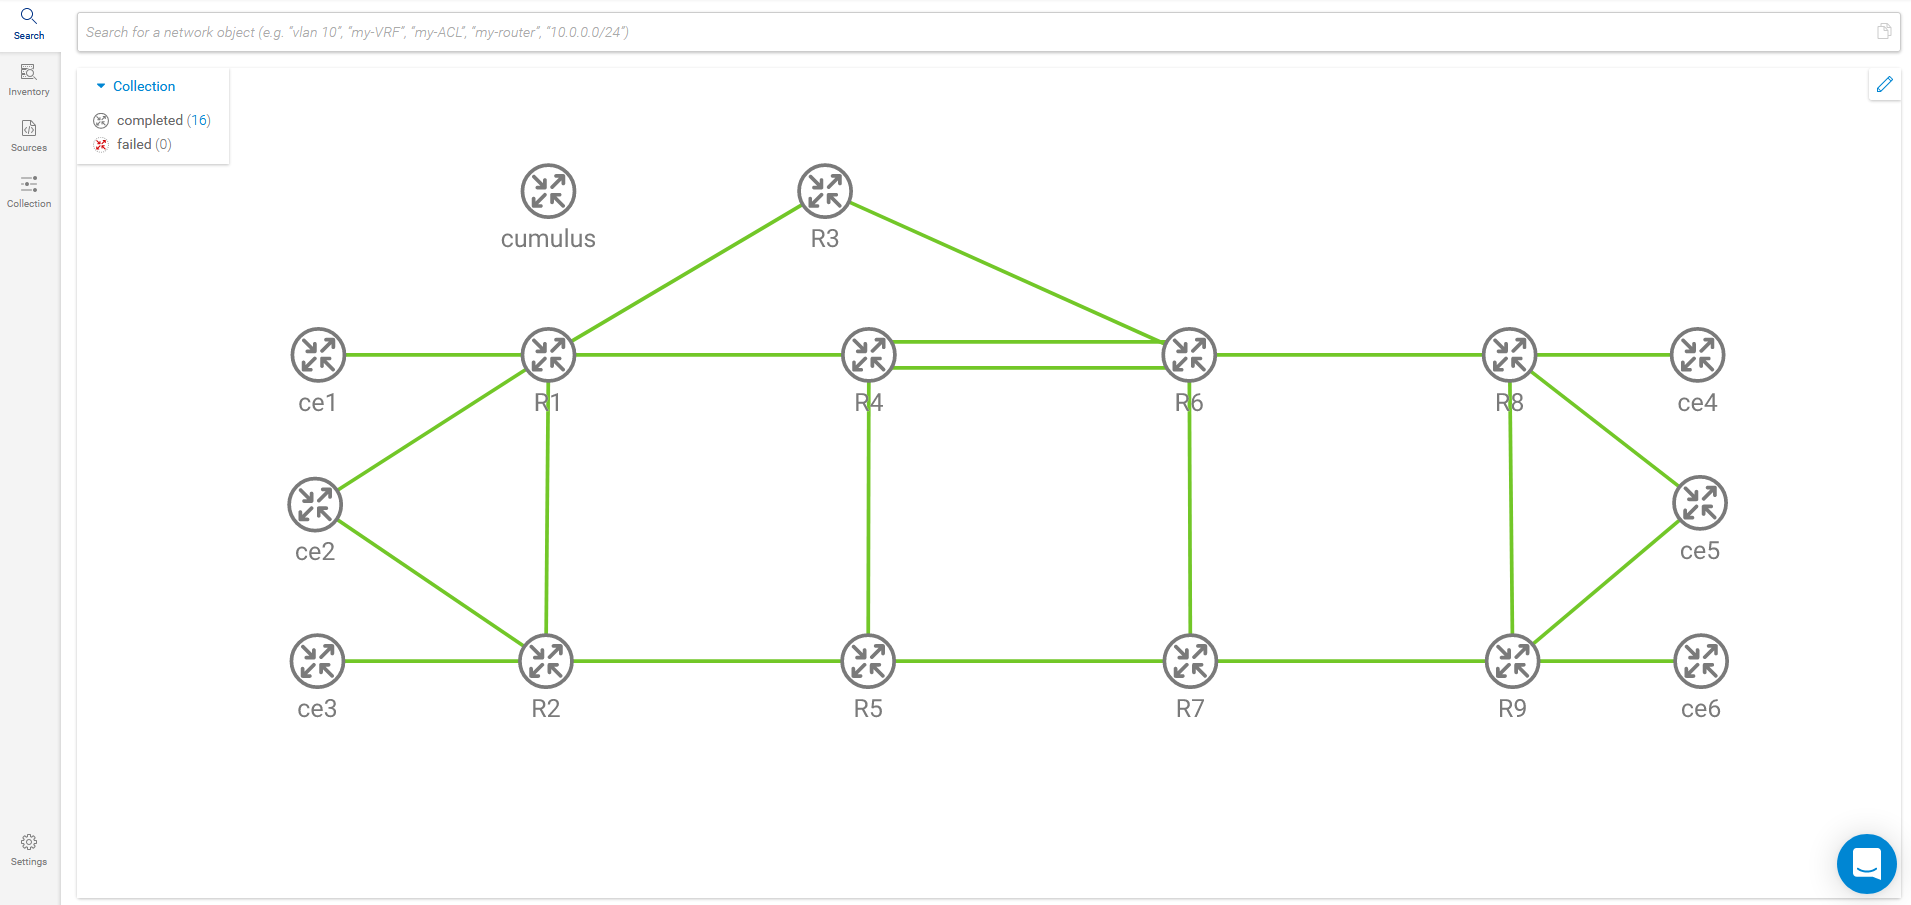 Search
Search for a network object (e.g. "vlan 10", "my-VRF", "my-ACL", "my-router", "10.0.0.0/24")
Inventory
Sources
Collection
Settings
Collection
completed (16)
failed (0)
cumulus
R3
ce1
R1
R4
R6
R8
ce4
ce2
ce5
ce3
R2
R5
R7
R9
ce6